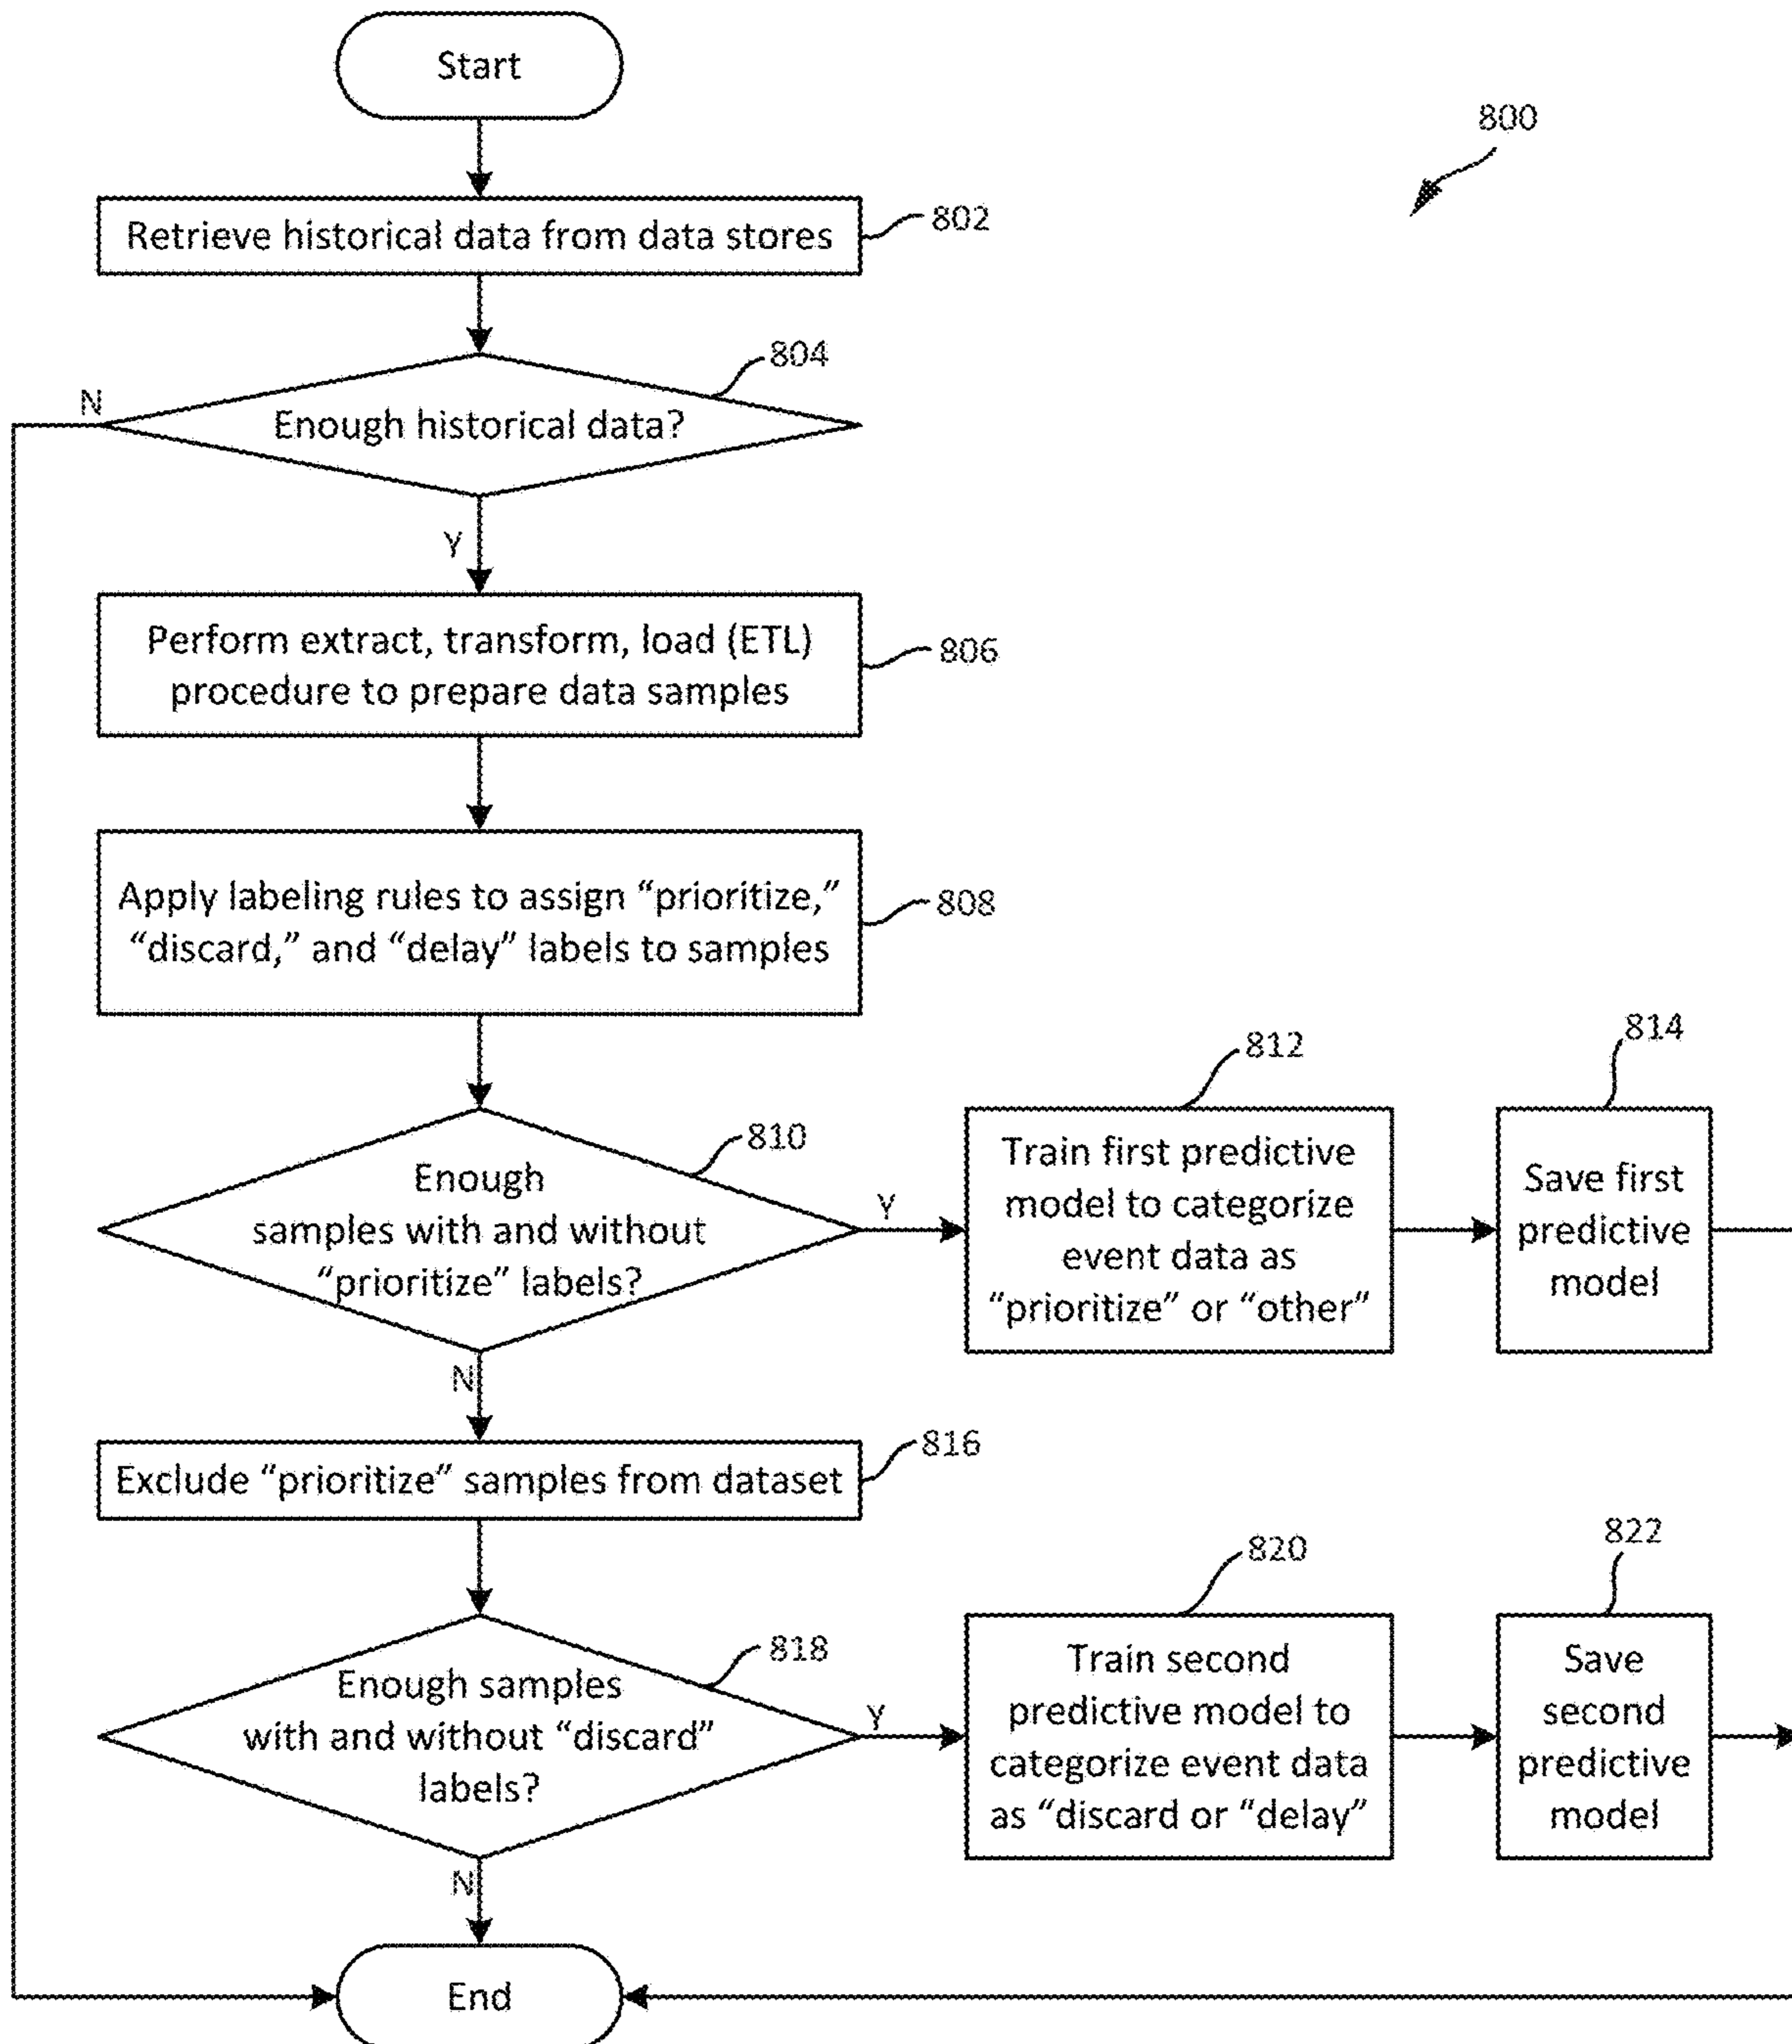 Start
800
Retrieve historical data from data stores
802
804
N
Enough historical data?
Y
Perform extract, transform, load (ETL)
procedure to prepare data samples
806
Apply labeling rules to assign “prioritize,”
“discard,” and “delay” labels to samples
808
810
Enough
samples with and without
“prioritize” labels?
Y
812
Train first predictive
model to categorize
event data as
“prioritize” or “other”
814
Save first
predictive
model
N
Exclude “prioritize” samples from dataset
816
818
Enough samples
with and without “discard”
labels?
Y
820
Train second
predictive model to
categorize event data
as “discard or “delay”
822
Save
second
predictive
model
N
End